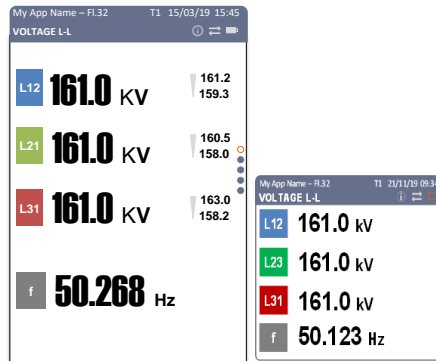 My App Name – Fl.32 T1 15/03/19 15:45
VOLTAGE L-L
L12 161.0 KV 161.2
159.3
L21 161.0 KV 160.5
158.0
L31 161.0 KV 163.0
158.2
f 50.268 Hz
My App Name – Fl.32 T1 21/11/19 09:34
VOLTAGE L-L
L12 161.0 kV
L23 161.0 kV
L31 161.0 kV
f 50.123 Hz